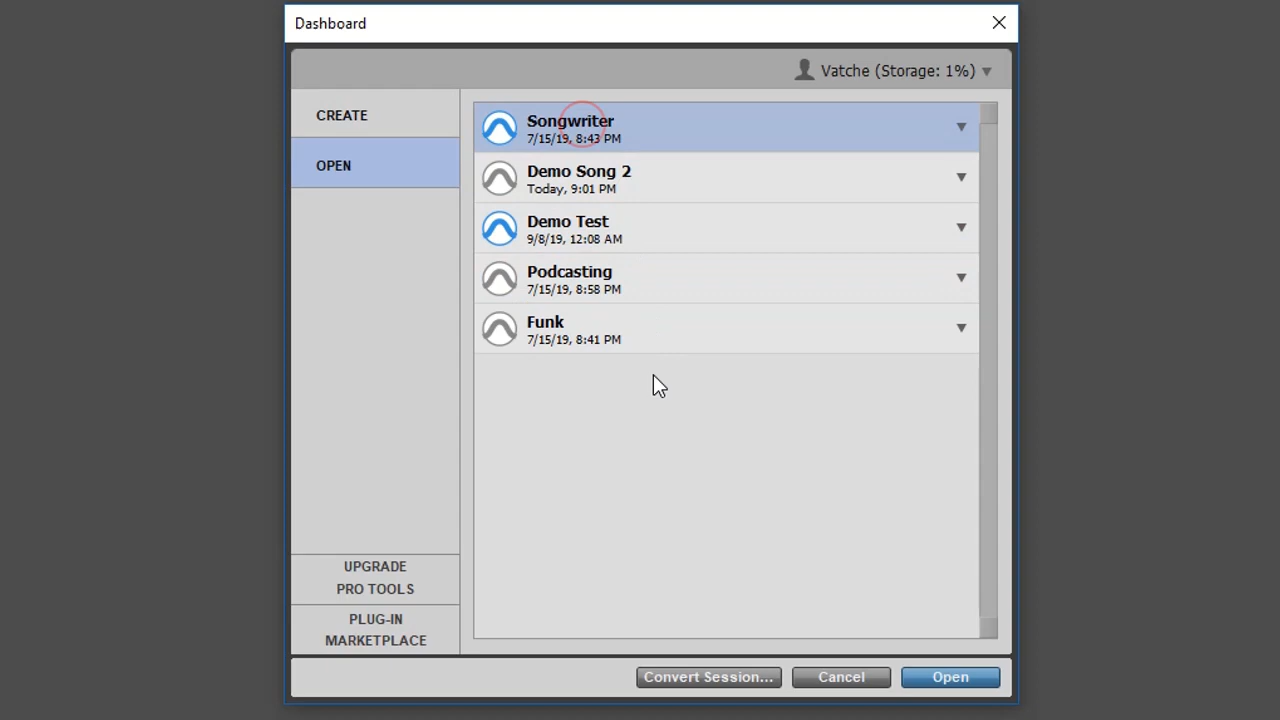 Dashboard
Vatche (Storage: 1%)
CREATE
OPEN
Songwriter
7/15/19, 8:43 PM
Demo Song 2
Today, 9:01 PM
Demo Test
9/8/19, 12:08 AM
Podcasting
7/15/19, 8:58 PM
Funk
7/15/19, 8:41 PM
UPGRADE
PRO TOOLS
PLUG-IN
MARKETPLACE
Convert Session...
Cancel
Open